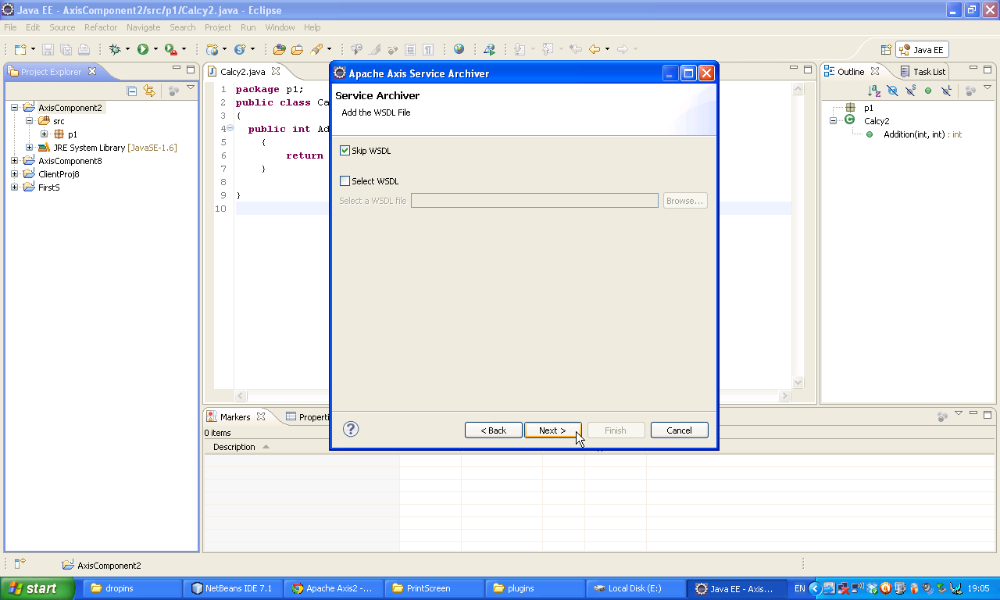 Java EE - AxisComponent2/src/p1/Calcy2.java - Eclipse
File Edit Source Refactor Navigate Search Project Run Window Help
Java EE
Project Explorer
AxisComponent2
src
p1
JRE System Library [JavaSE-1.6]
AxisComponent8
ClientProj8
First5
Calcy2.java
1 package p1;
2 public class Ca
3 {
4 public int Ad
5 {
6 return
7 }
8
9 }
10
Apache Axis Service Archiver
Service Archiver
Add the WSDL File
Skip WSDL
Select WSDL
Select a WSDL file Browse...
? < Back Next > Finish Cancel
Outline Task List
p1
Calcy2
Addition(int, int) : int
Markers Properti
0 items
Description
AxisComponent2
start dropins NetBeans IDE 7.1 Apache Axis2 -... PrintScreen plugins Local Disk (E:) Java EE - Axis... EN 19:05